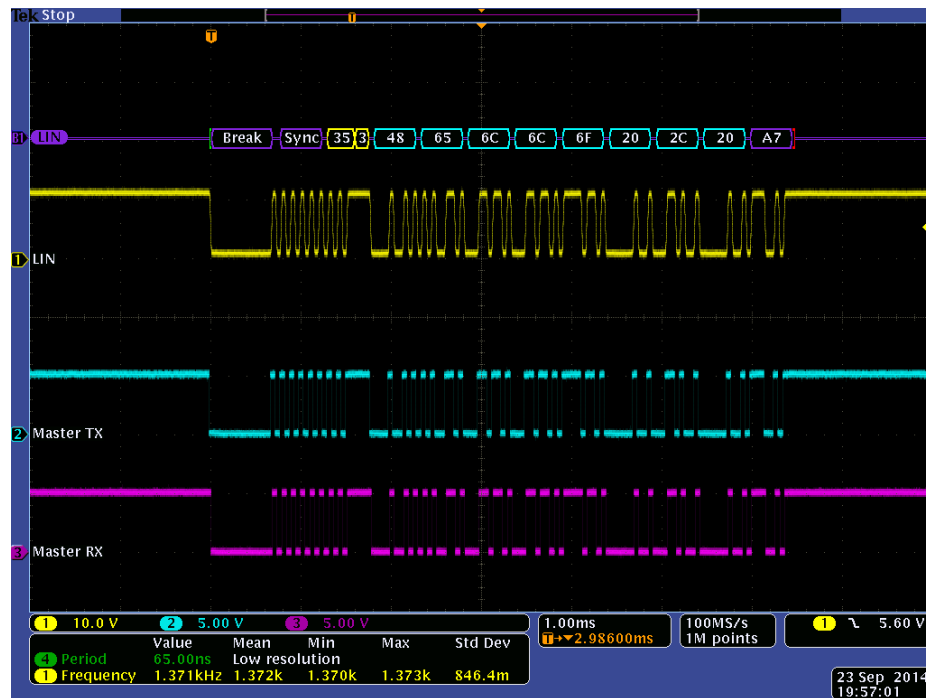 Tek Stop
T
T
B1 LIN Break Sync 35 3 48 65 6C 6C 6F 20 2C 20 A7
1 LIN
2 Master TX
3 Master RX
1 10.0 V 2 5.00 V 3 5.00 V 1.00ms 100MS/s 1 5.60 V
T→▼2.98600ms 1M points
Value Mean Min Max Std Dev
4 Period 65.00ns Low resolution
1 Frequency 1.371kHz 1.372k 1.370k 1.373k 846.4m
23 Sep 2014
19:57:01